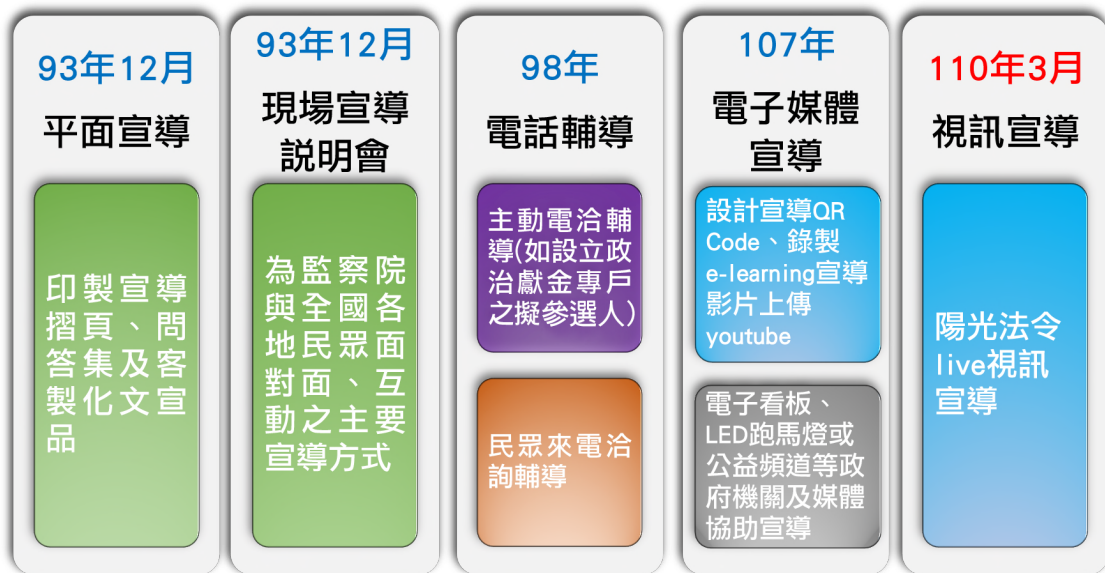 93年12月
平面宣導
印製宣導
摺頁、問
答集及客
製化文宣
品
93年12月
現場宣導
説明會
為監察院
與全國各
地民眾面
對面、互
動之主要
宣導方式
98年
電話輔導
主動電洽輔
導(如設立政
治獻金專戶
之擬參選人)
民眾來電洽
詢輔導
107年
電子媒體
宣導
設計宣導QR
Code、錄製
e-learning宣導
影片上傳
youtube
電子看板、
LED跑馬燈或
公益頻道等政
府機關及媒體
協助宣導
110年3月
視訊宣導
陽光法令
live視訊
宣導